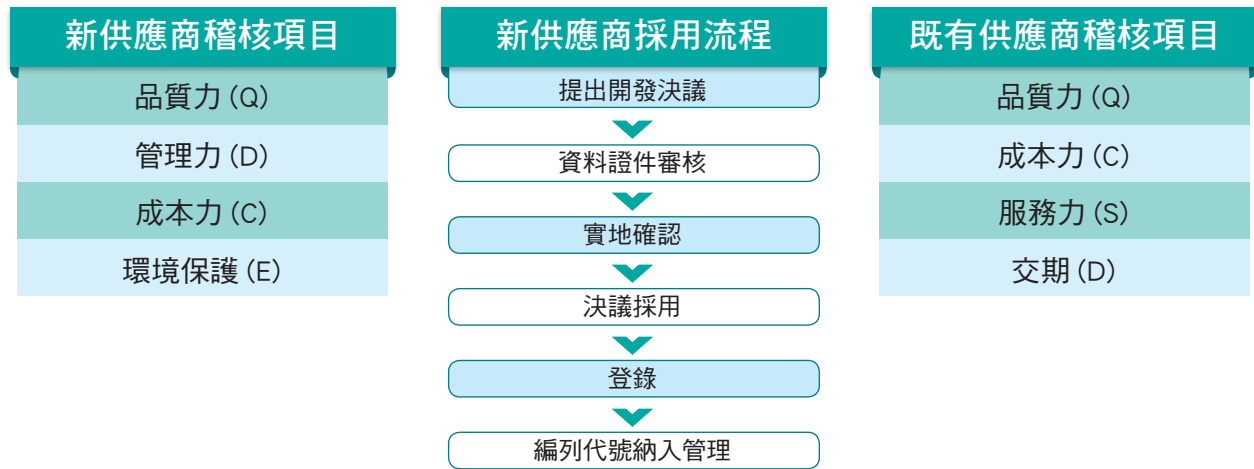 新供應商稽核項目
品質力 (Q)
管理力 (D)
成本力 (C)
環境保護 (E)
新供應商採用流程
提出開發決議
資料證件審核
實地確認
決議採用
登錄
編列代號納入管理
既有供應商稽核項目
品質力 (Q)
成本力 (C)
服務力 (S)
交期 (D)